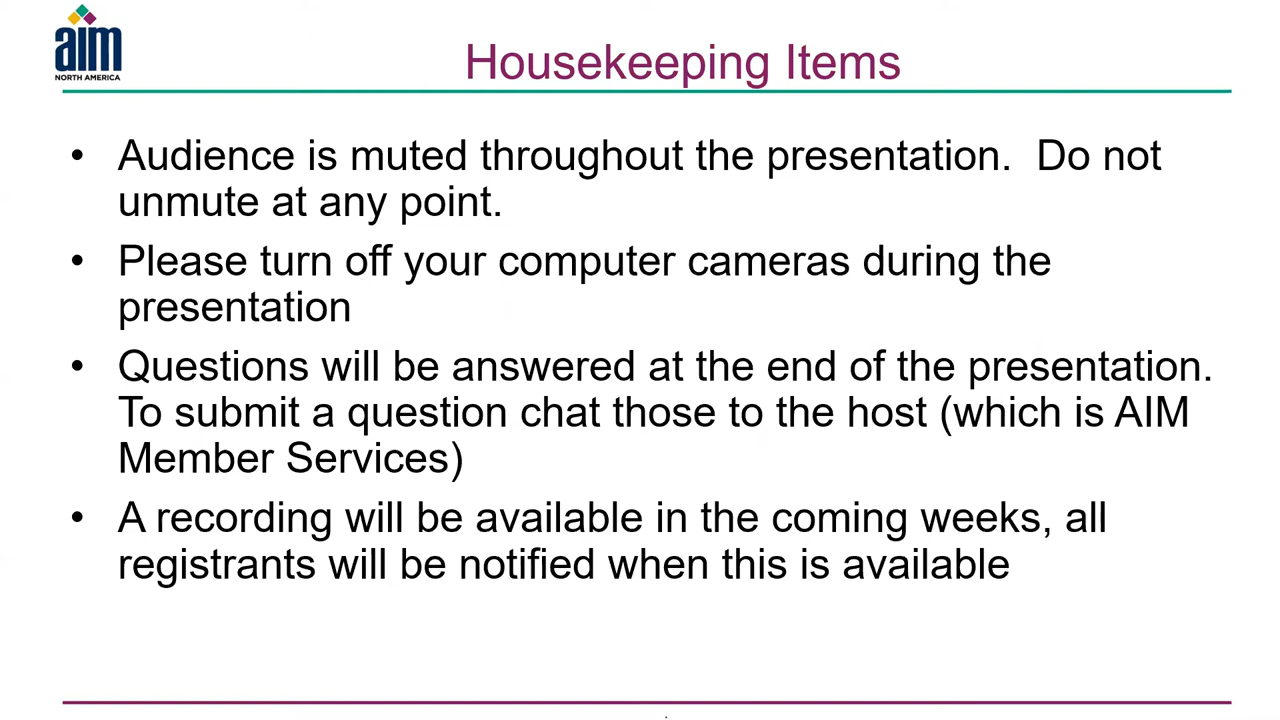 aim
NORTH AMERICA
Housekeeping Items
• Audience is muted throughout the presentation.  Do not
unmute at any point.
• Please turn off your computer cameras during the
presentation
• Questions will be answered at the end of the presentation.
To submit a question chat those to the host (which is AIM
Member Services)
• A recording will be available in the coming weeks, all
registrants will be notified when this is available